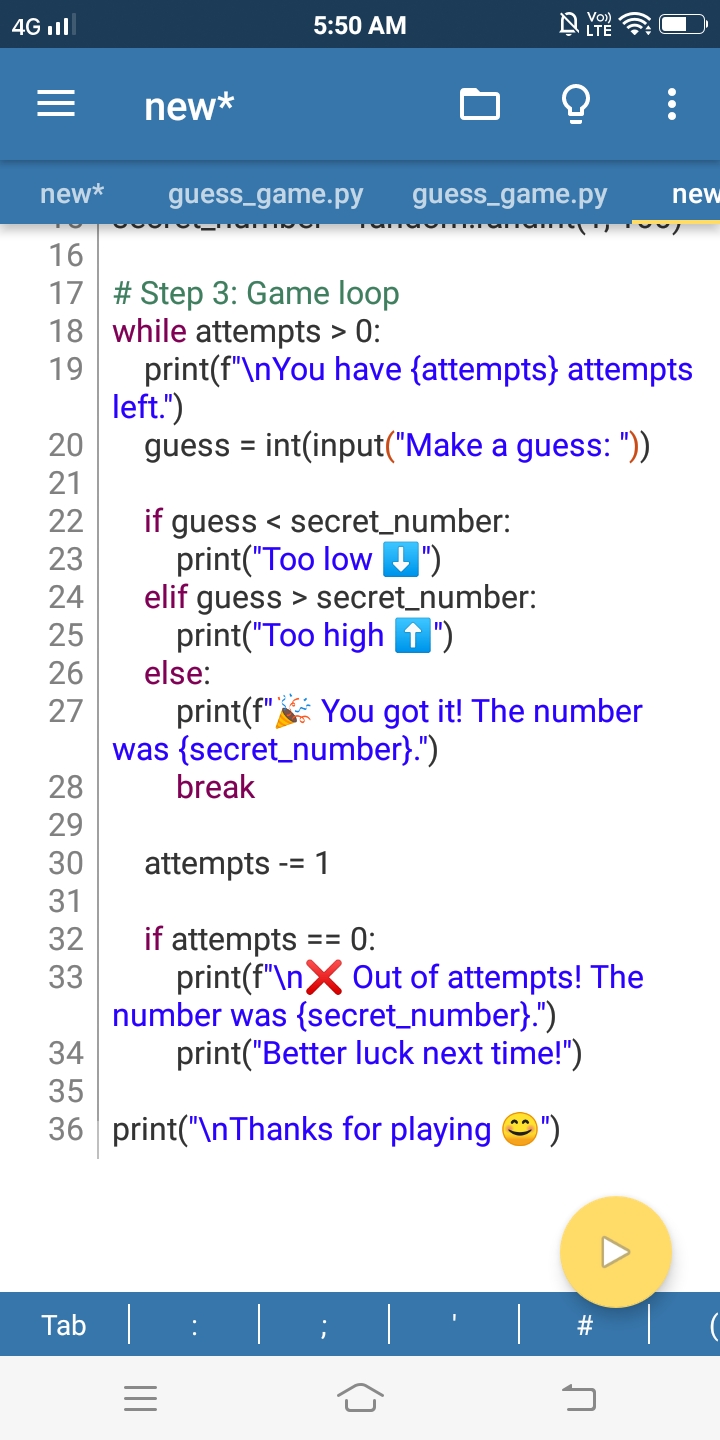 4G 5:50 AM Vo) LTE
new*
new* guess_game.py guess_game.py new
secret_number = random.randint(1, 100)
16
17 # Step 3: Game loop
18 while attempts > 0:
19 print(f"\nYou have {attempts} attempts
left.")
20 guess = int(input("Make a guess: "))
21
22 if guess < secret_number:
23 print("Too low ⬇️")
24 elif guess > secret_number:
25 print("Too high ⬆️")
26 else:
27 print(f"🎉 You got it! The number
was {secret_number}.")
28 break
29
30 attempts -= 1
31
32 if attempts == 0:
33 print(f"\n❌ Out of attempts! The
number was {secret_number}.")
34 print("Better luck next time!")
35
36 print("\nThanks for playing 😊")
Tab : ; ' # (